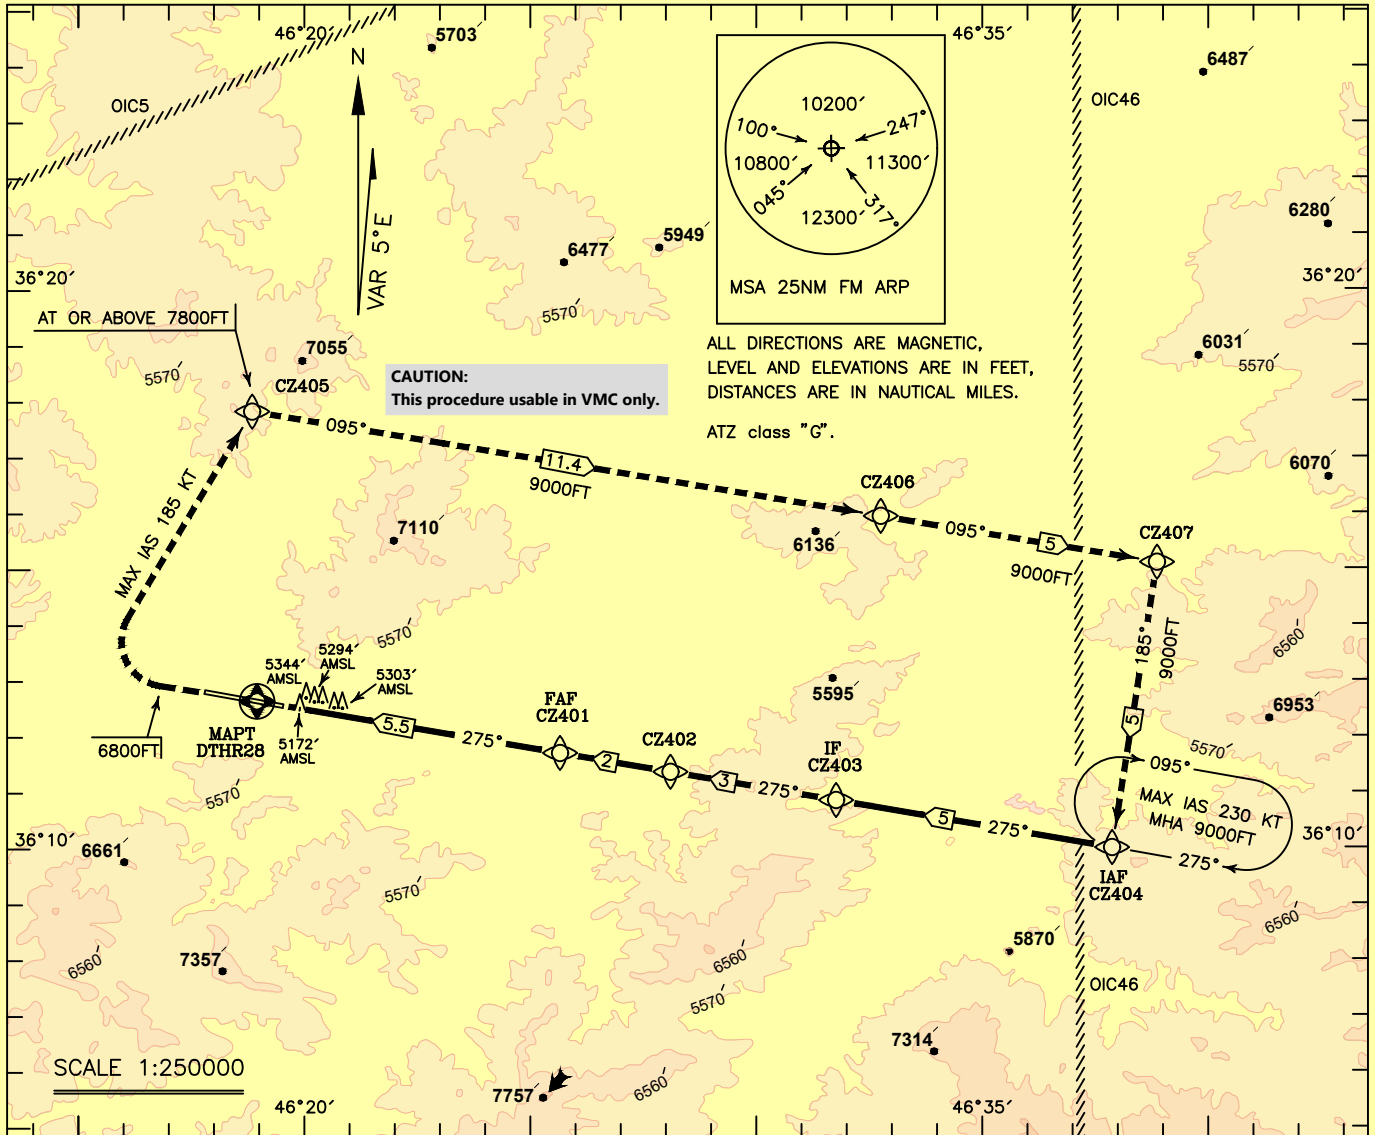 46°20′
5703′
46°35′
6487′
OIC5
N
VAR 5°E
OIC46
10200′
100°
247°
10800′
11300′
045°
317°
12300′
MSA 25NM FM ARP
6280′
6477′
5949′
36°20′
36°20′
5570′
AT OR ABOVE 7800FT
7055′
5570′
CZ405
CAUTION:
This procedure usable in VMC only.
ALL DIRECTIONS ARE MAGNETIC,
LEVEL AND ELEVATIONS ARE IN FEET,
DISTANCES ARE IN NAUTICAL MILES.
ATZ class "G".
6031′
5570′
095°
11.4
9000FT
MAX IAS 185 KT
7110′
CZ406
6136′
095°
5
9000FT
CZ407
6070′
5570′
185°
9000FT
5
6560′
5344′
AMSL
5294′
AMSL
5303′
AMSL
5172′
AMSL
6800FT
MAPT
DTHR28
5.5
275°
FAF
CZ401
2
CZ402
3
275°
5595′
IF
CZ403
5
275°
6953′
5570′
095°
MAX IAS 230 KT
MHA 9000FT
275°
IAF
CZ404
36°10′
36°10′
5570′
6661′
5570′
6560′
7357′
6560′
5570′
5870′
6560′
OIC46
7314′
SCALE 1:250000
7757′
6560′
46°20′
46°35′